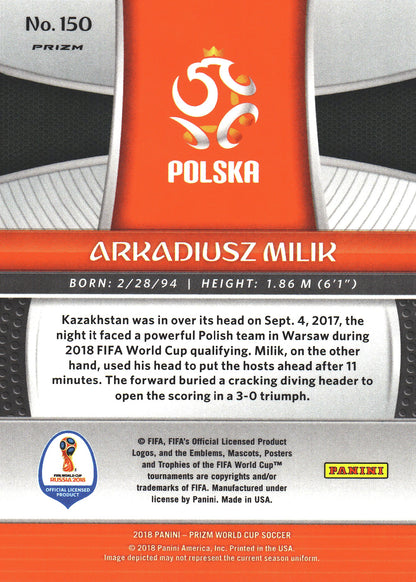 No. 150
PRIZM
POLSKA
ARKADIUSZ MILIK
BORN: 2/28/94 | HEIGHT: 1.86 M (6'1")
Kazakhstan was in over its head on Sept. 4, 2017, the
night it faced a powerful Polish team in Warsaw during
2018 FIFA World Cup qualifying. Milik, on the other
hand, used his head to put the hosts ahead after 11
minutes. The forward buried a cracking diving header to
open the scoring in a 3-0 triumph.
© FIFA, FIFA's Official Licensed Product
Logos, and the Emblems, Mascots, Posters
and Trophies of the FIFA World Cup™
tournaments are copyrights and/or
trademarks of FIFA. Manufactured under
license by Panini. Made in USA.
FIFA WORLD CUP
RUSSIA 2018
OFFICIAL LICENSED
PRODUCT
PANINI
2018 PANINI – PRIZM WORLD CUP SOCCER
© 2018 Panini America, Inc. Printed in the USA.
Image depicted may not represent the current season uniform.